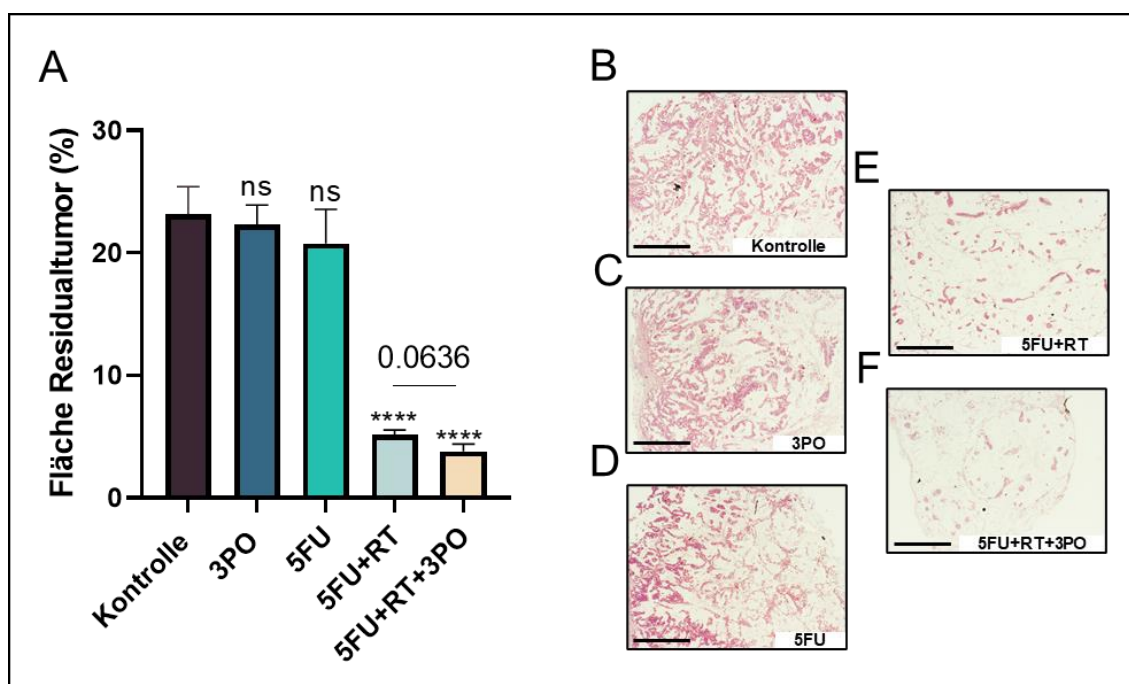 A
Fläche Residualtumor (%)
30
20
10
0
ns
ns
0.0636
****
****
Kontrolle
3PO
5FU
5FU+RT
5FU+RT+3PO
B
Kontrolle
C
3PO
D
5FU
E
5FU+RT
F
5FU+RT+3PO